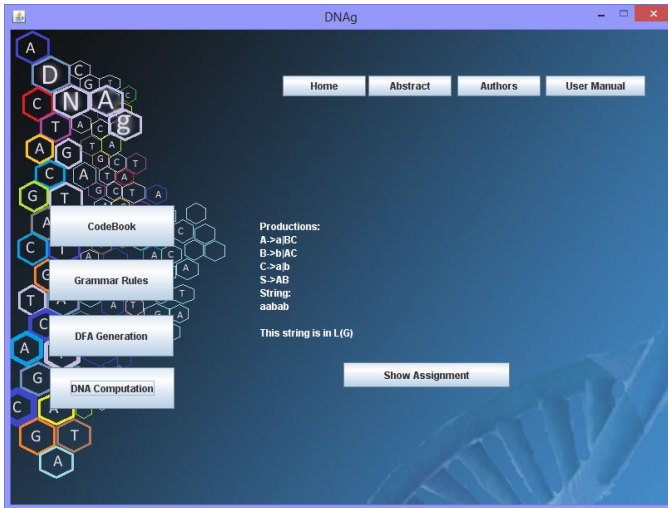 DNAg
Home
Abstract
Authors
User Manual
DNAg
CodeBook
Grammar Rules
DFA Generation
DNA Computation
Productions:
A->a|BC
B->b|AC
C->a|b
S->AB
String:
aabab
This string is in L(G)
Show Assignment